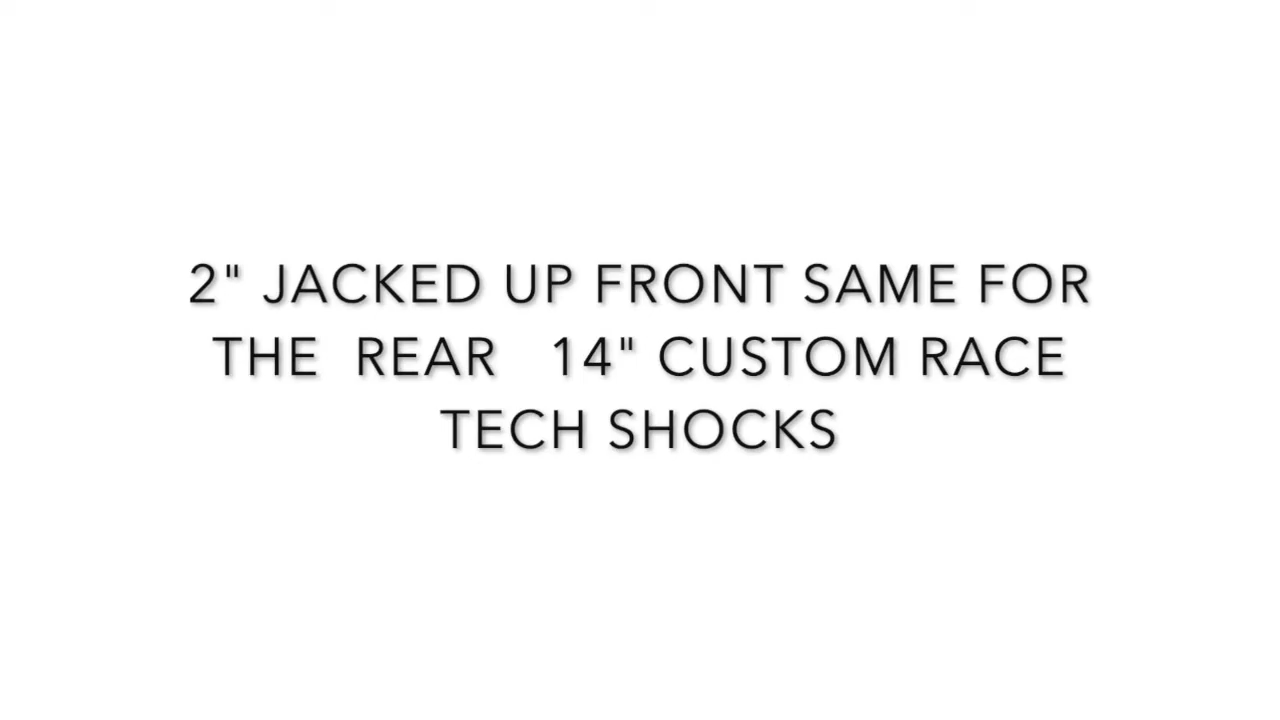 2" JACKED UP FRONT SAME FOR
THE  REAR   14" CUSTOM RACE
TECH SHOCKS